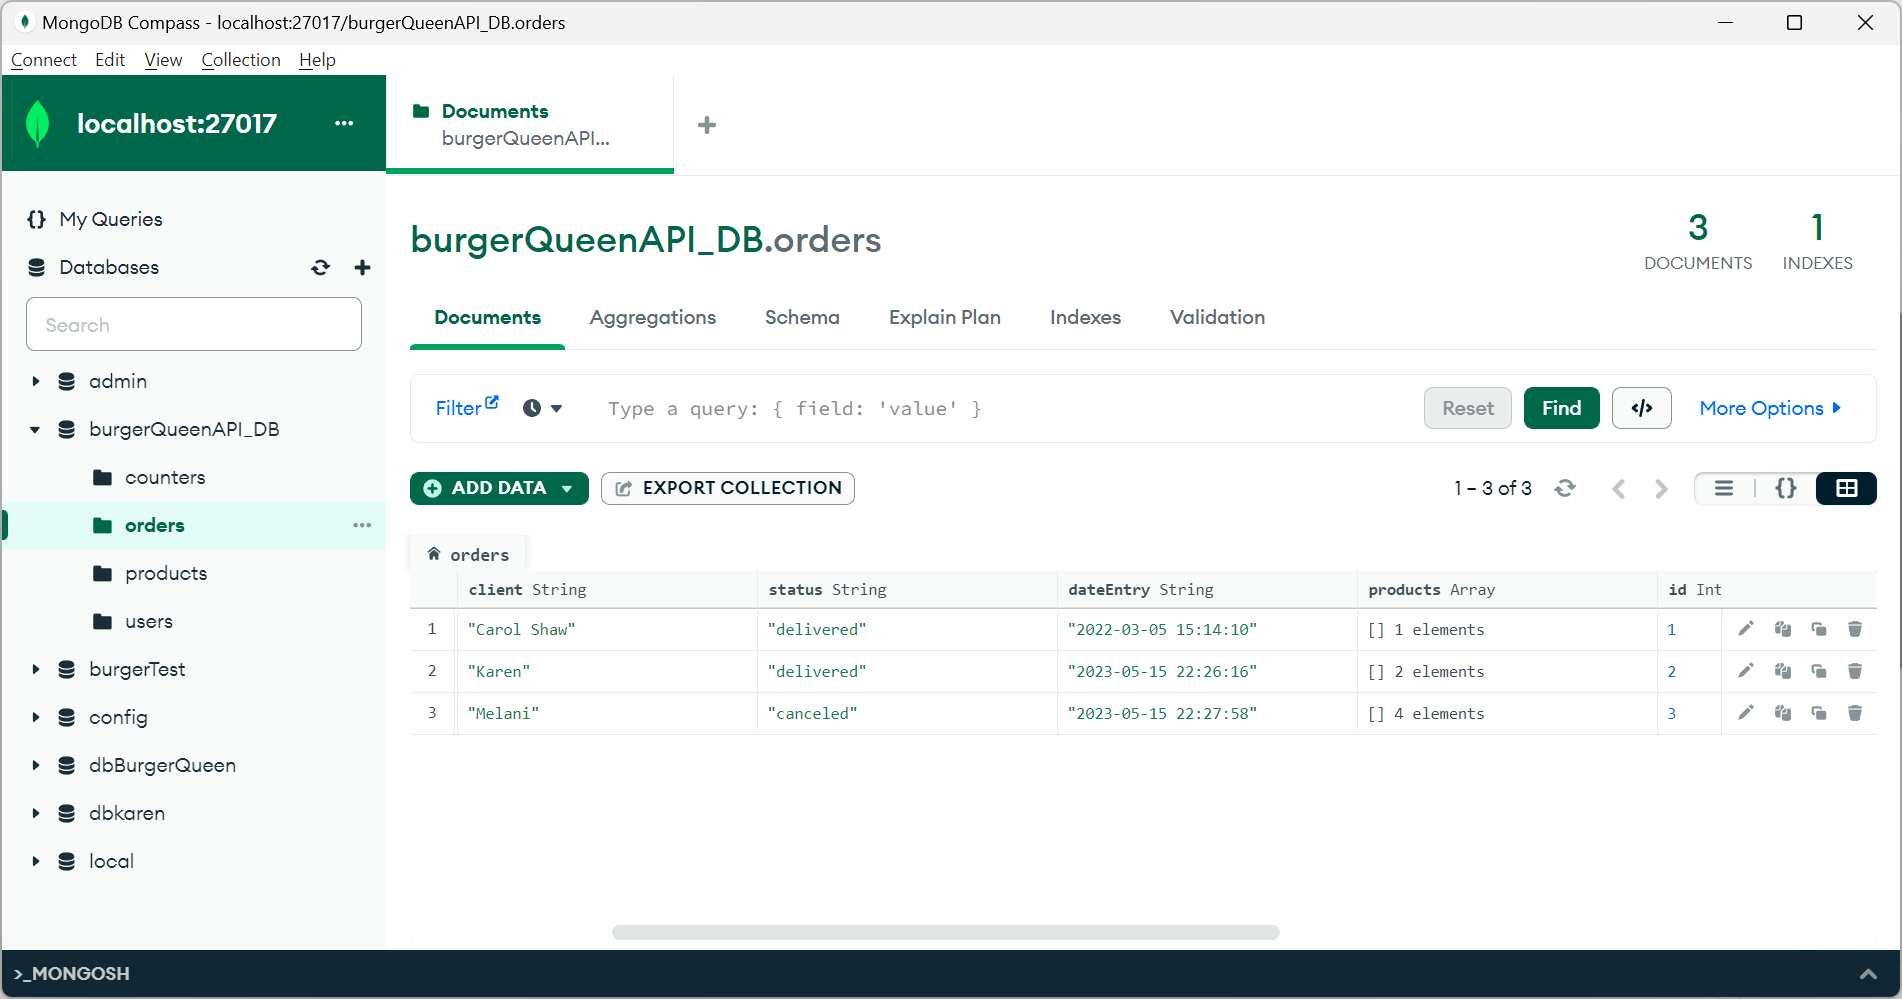 MongoDB Compass - localhost:27017/burgerQueenAPI_DB.orders
Connect Edit View Collection Help
localhost:27017 ...
Documents
burgerQueenAPI...
My Queries
Databases
Search
admin
burgerQueenAPI_DB
counters
orders
products
users
burgerTest
config
dbBurgerQueen
dbkaren
local
burgerQueenAPI_DB.orders
3
DOCUMENTS
1
INDEXES
Documents Aggregations Schema Explain Plan Indexes Validation
Filter Type a query: { field: 'value' } Reset Find </> More Options
ADD DATA EXPORT COLLECTION 1 – 3 of 3 {}
orders
client String status String dateEntry String products Array id Int
1 "Carol Shaw" "delivered" "2022-03-05 15:14:10" [] 1 elements 1
2 "Karen" "delivered" "2023-05-15 22:26:16" [] 2 elements 2
3 "Melani" "canceled" "2023-05-15 22:27:58" [] 4 elements 3
>_MONGOSH